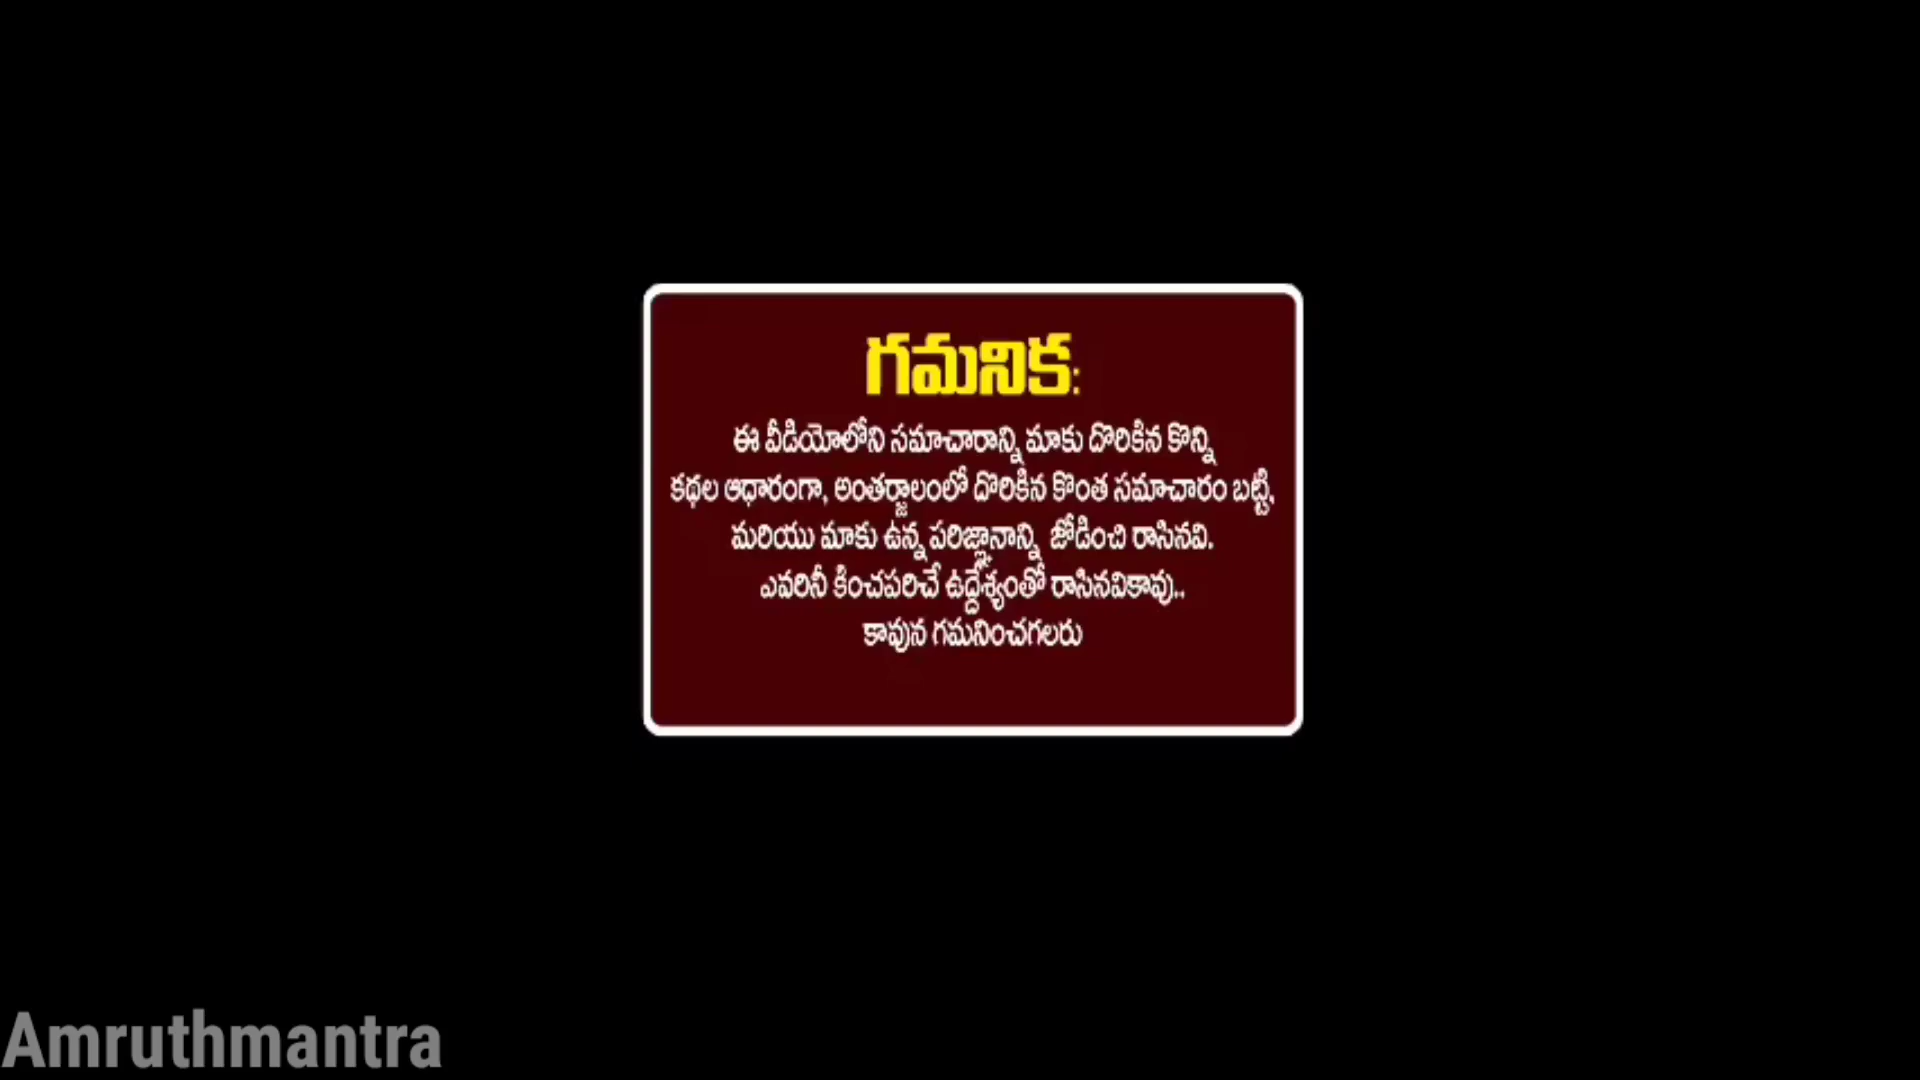 గమనిక:
ఈ వీడియోలోని సమాచారాన్ని మాకు దొరికిన కొన్ని
కథల ఆధారంగా, అంతర్జాలంలో దొరికిన కొంత సమాచారం బట్టి,
మరియు మాకు ఉన్న పరిజ్ఞానాన్ని జోడించి రాసినవి.
ఎవరినీ కించపరిచే ఉద్దేశ్యంతో రాసినవికావు..
కావున గమనించగలరు
Amruthmantra